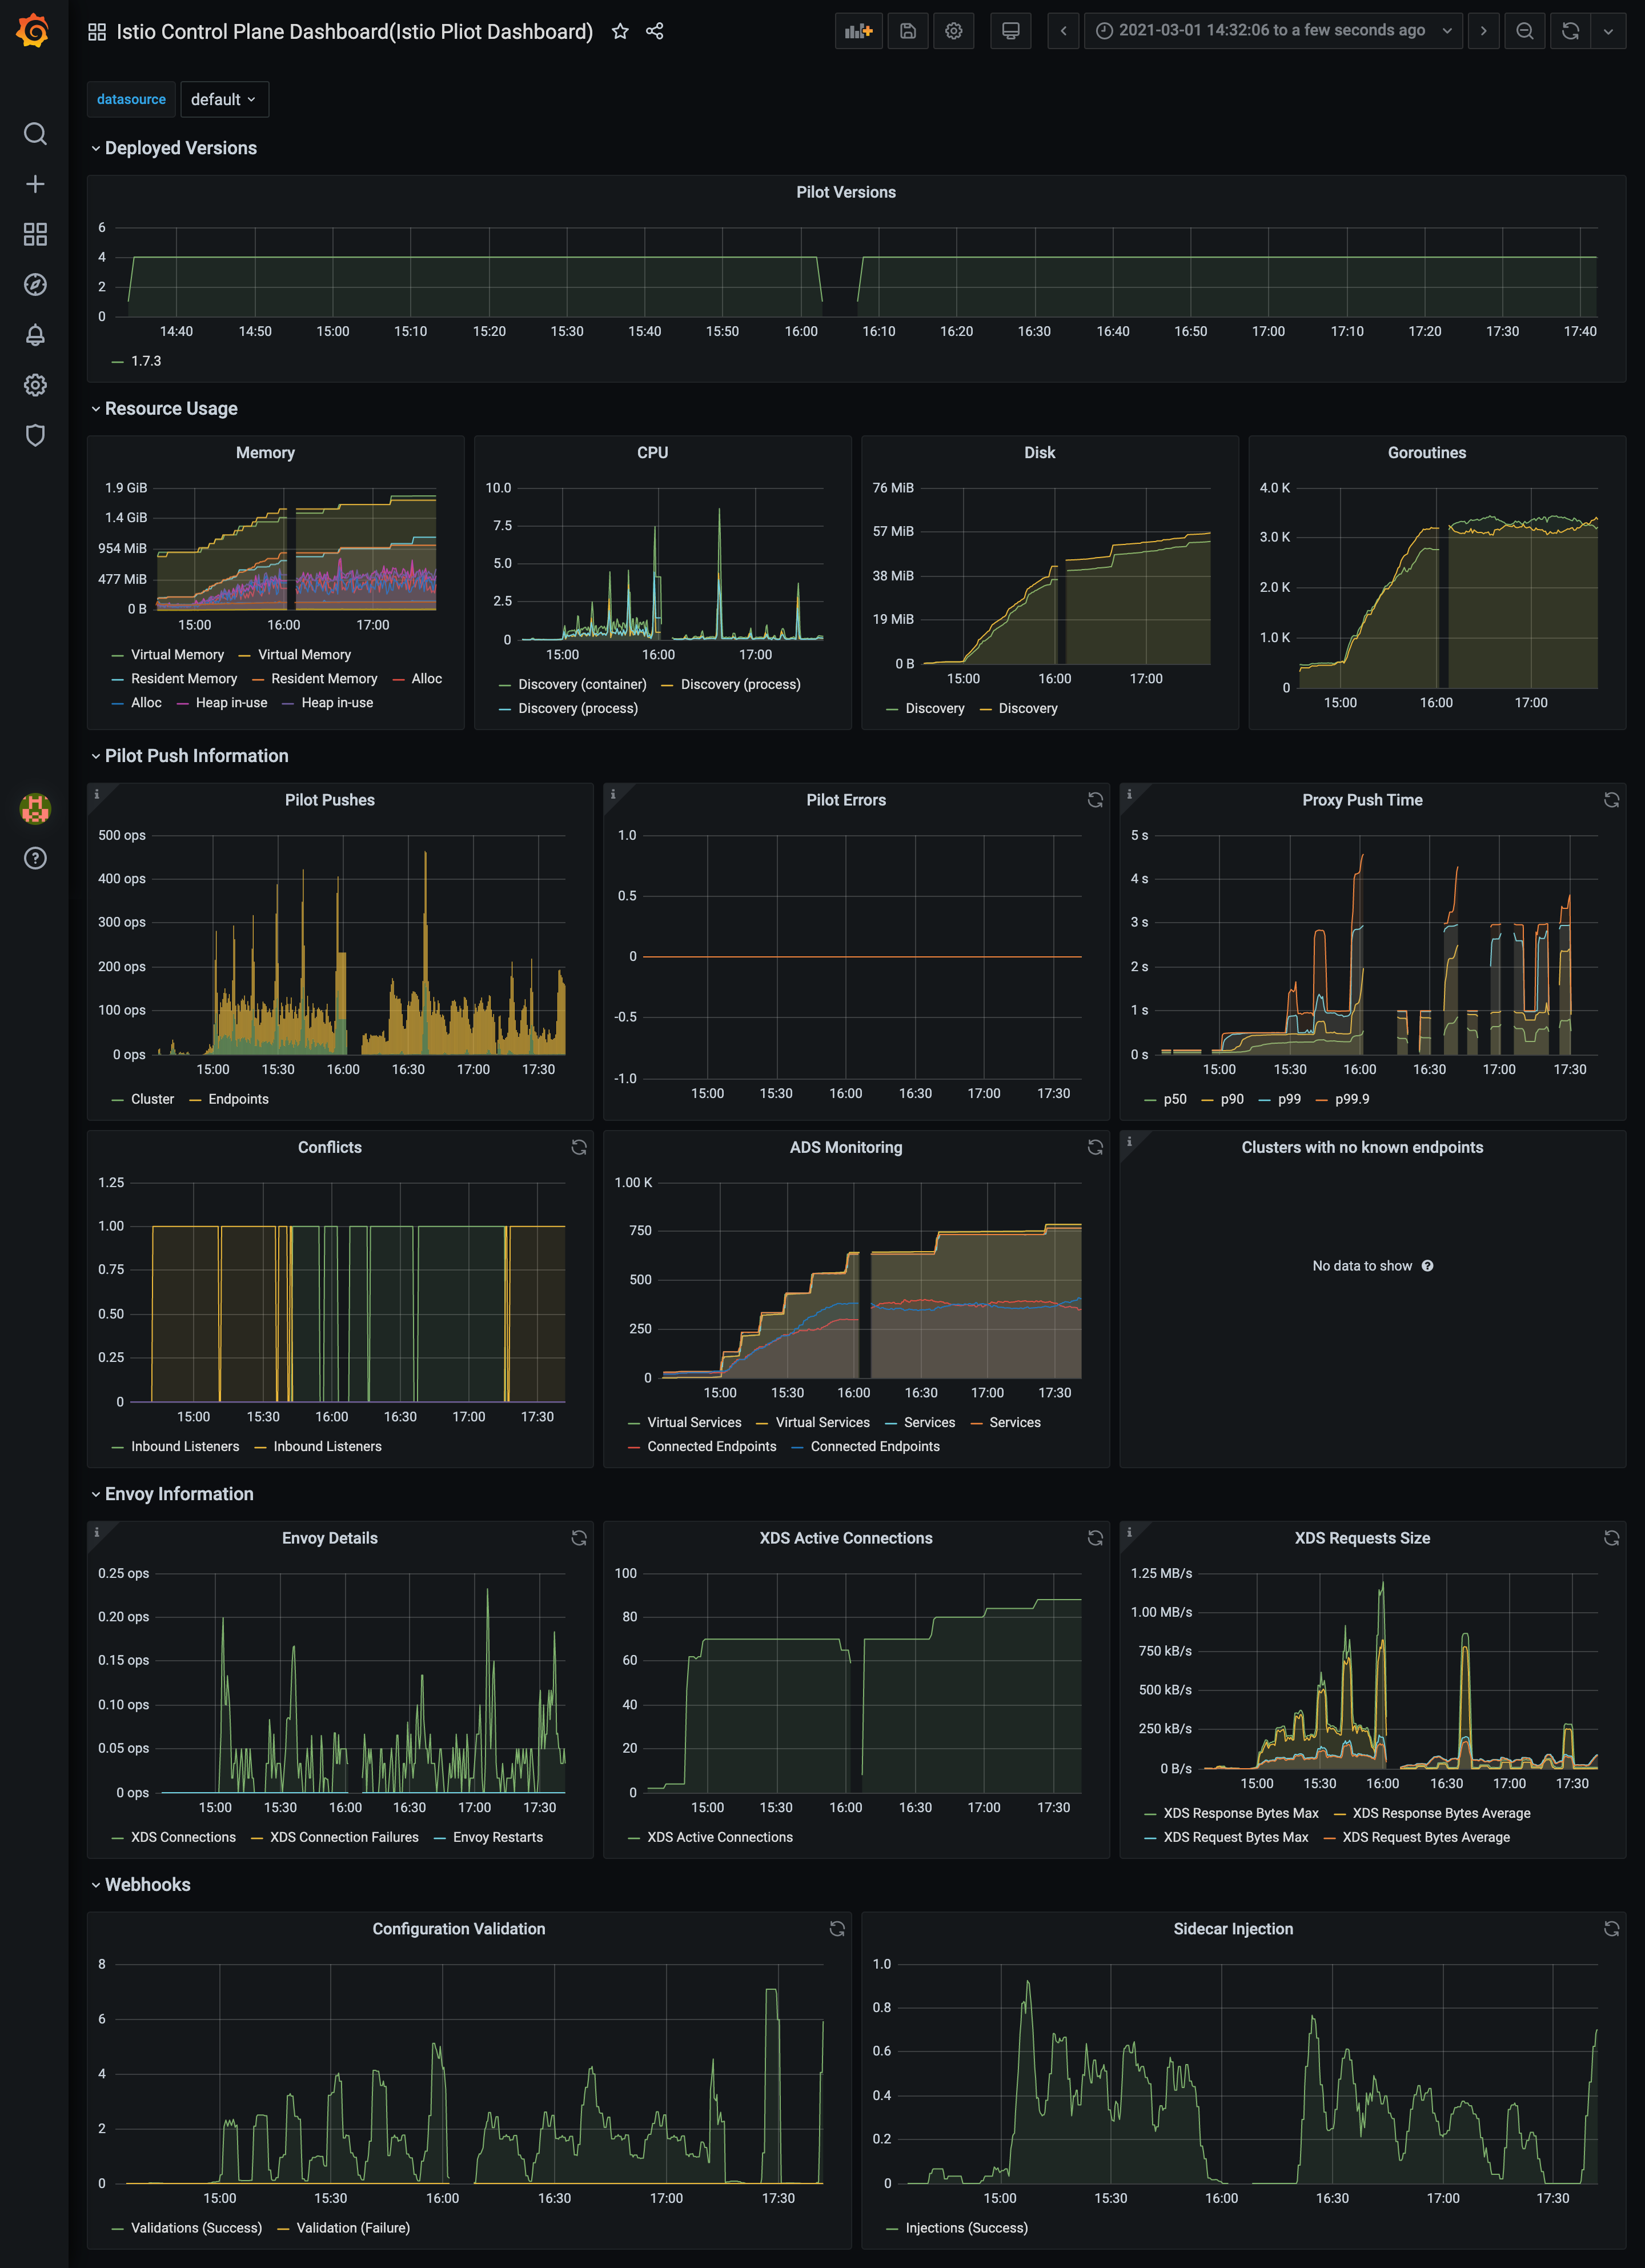 Istio Control Plane Dashboard(Istio Pliot Dashboard)
2021-03-01 14:32:06 to a few seconds ago
datasource default
Deployed Versions
Pilot Versions
6
4
2
0
14:40 14:50 15:00 15:10 15:20 15:30 15:40 15:50 16:00 16:10 16:20 16:30 16:40 16:50 17:00 17:10 17:20 17:30 17:40
1.7.3
Resource Usage
Memory
1.9 GiB
1.4 GiB
954 MiB
477 MiB
0 B
15:00 16:00 17:00
Virtual Memory Virtual Memory
Resident Memory Resident Memory Alloc
Alloc Heap in-use Heap in-use
CPU
10.0
7.5
5.0
2.5
0
15:00 16:00 17:00
Discovery (container) Discovery (process)
Discovery (process)
Disk
76 MiB
57 MiB
38 MiB
19 MiB
0 B
15:00 16:00 17:00
Discovery Discovery
Goroutines
4.0 K
3.0 K
2.0 K
1.0 K
0
15:00 16:00 17:00
Pilot Push Information
Pilot Pushes
500 ops
400 ops
300 ops
200 ops
100 ops
0 ops
15:00 15:30 16:00 16:30 17:00 17:30
Cluster Endpoints
Pilot Errors
1.0
0.5
0
-0.5
-1.0
15:00 15:30 16:00 16:30 17:00 17:30
Proxy Push Time
5 s
4 s
3 s
2 s
1 s
0 s
15:00 15:30 16:00 16:30 17:00 17:30
p50 p90 p99 p99.9
Conflicts
1.25
1.00
0.75
0.50
0.25
0
15:00 15:30 16:00 16:30 17:00 17:30
Inbound Listeners Inbound Listeners
ADS Monitoring
1.00 K
750
500
250
0
15:00 15:30 16:00 16:30 17:00 17:30
Virtual Services Virtual Services Services Services
Connected Endpoints Connected Endpoints
Clusters with no known endpoints
No data to show
Envoy Information
Envoy Details
0.25 ops
0.20 ops
0.15 ops
0.10 ops
0.05 ops
0 ops
15:00 15:30 16:00 16:30 17:00 17:30
XDS Connections XDS Connection Failures Envoy Restarts
XDS Active Connections
100
80
60
40
20
0
15:00 15:30 16:00 16:30 17:00 17:30
XDS Active Connections
XDS Requests Size
1.25 MB/s
1.00 MB/s
750 kB/s
500 kB/s
250 kB/s
0 B/s
15:00 15:30 16:00 16:30 17:00 17:30
XDS Response Bytes Max XDS Response Bytes Average
XDS Request Bytes Max XDS Request Bytes Average
Webhooks
Configuration Validation
8
6
4
2
0
15:00 15:30 16:00 16:30 17:00 17:30
Validations (Success) Validation (Failure)
Sidecar Injection
1.0
0.8
0.6
0.4
0.2
0
15:00 15:30 16:00 16:30 17:00 17:30
Injections (Success)